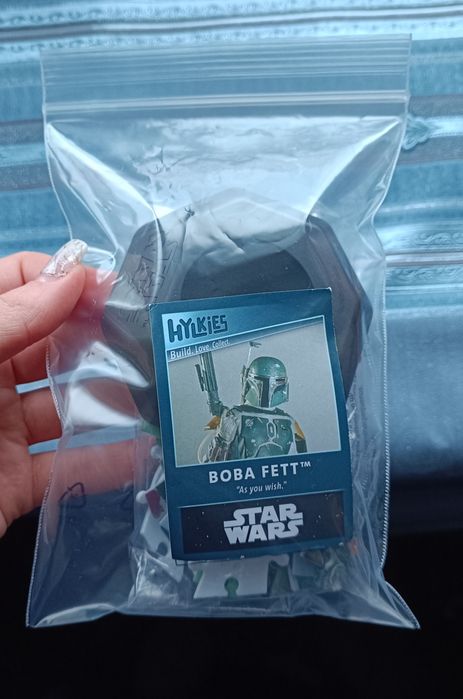 HYLKIES
Build. Love. Collect.
BOBA FETT™
"As you wish."
STAR
WARS